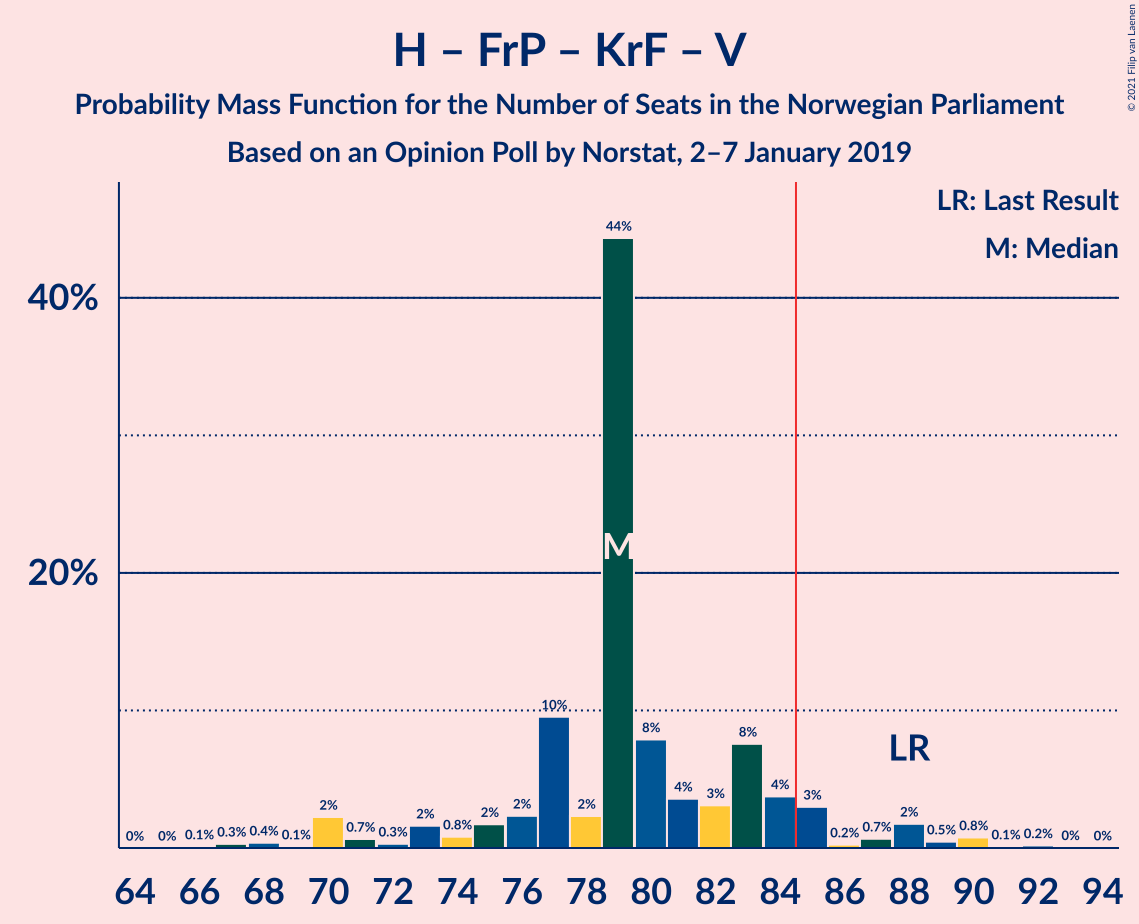 H – FrP – KrF – V
Probability Mass Function for the Number of Seats in the Norwegian Parliament
Based on an Opinion Poll by Norstat, 2–7 January 2019
© 2021 Filip van Laenen
LR: Last Result
M: Median
40%
20%
0% 0% 0.1% 0.3% 0.4% 0.1% 2% 0.7% 0.3% 2% 0.8% 2% 2% 10% 2% 44% 8% 4% 3% 8% 4% 3% 0.2% 0.7% 2% 0.5% 0.8% 0.1% 0.2% 0% 0%
M
LR
64 66 68 70 72 74 76 78 80 82 84 86 88 90 92 94